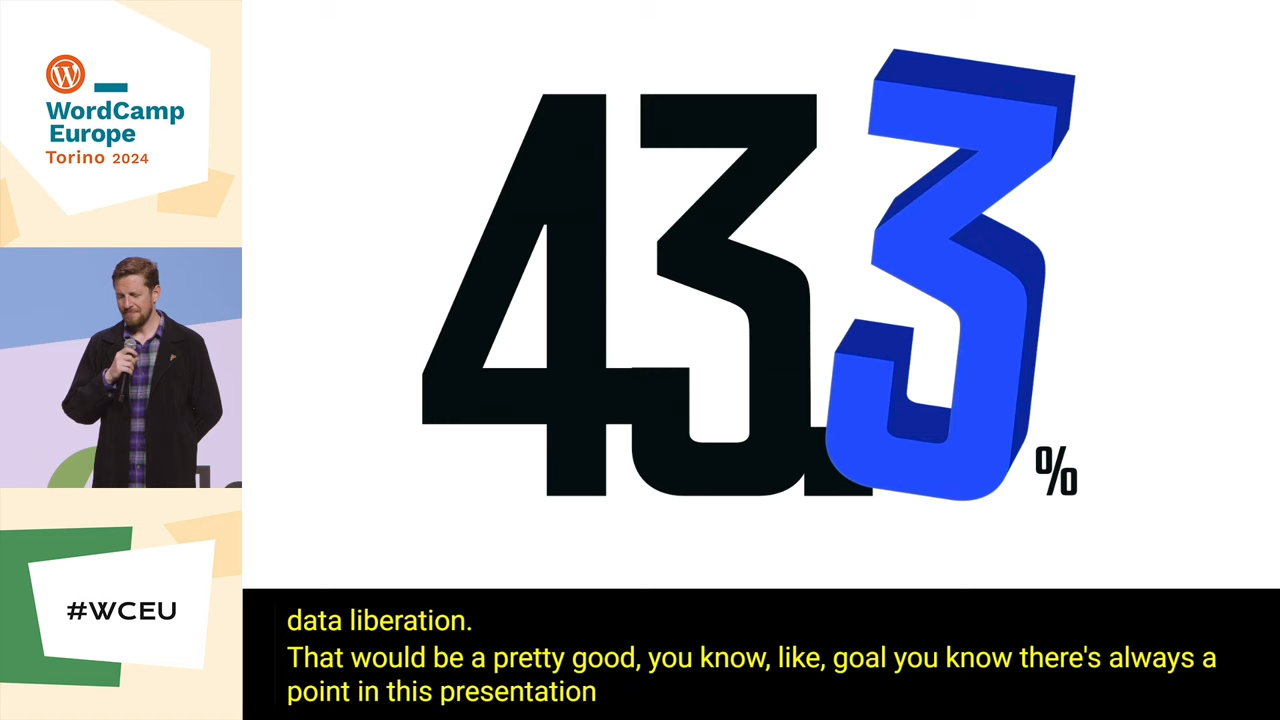 WordCamp
Europe
Torino 2024
#WCEU
43.3%
data liberation.
That would be a pretty good, you know, like, goal you know there's always a
point in this presentation